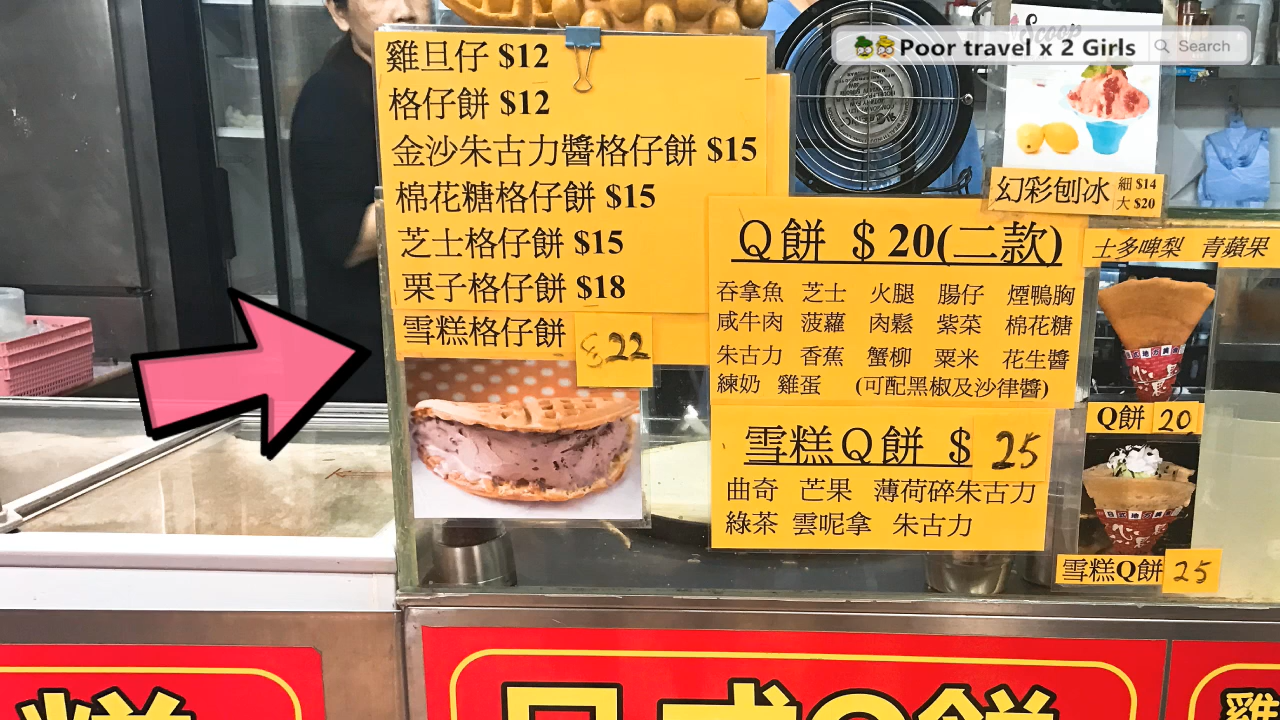 雞旦仔 $12
格仔餅 $12
金沙朱古力醬格仔餅 $15
棉花糖格仔餅 $15
芝士格仔餅 $15
栗子格仔餅 $18
雪糕格仔餅 22
Poor travel x 2 Girls Search
Scoop
幻彩刨冰 細 $14
大 $20
士多啤梨 青蘋果
Q餅 $ 20(二款)
吞拿魚 芝士 火腿 腸仔 煙鴨胸
咸牛肉 菠蘿 肉鬆 紫菜 棉花糖
朱古力 香蕉 蟹柳 粟米 花生醬
練奶 雞蛋 (可配黑椒及沙律醬)
雪糕Q餅 $ 25
曲奇 芒果 薄荷碎朱古力
綠茶 雲呢拿 朱古力
Q餅 20
雪糕Q餅 25
糕
日式Q餅
雞